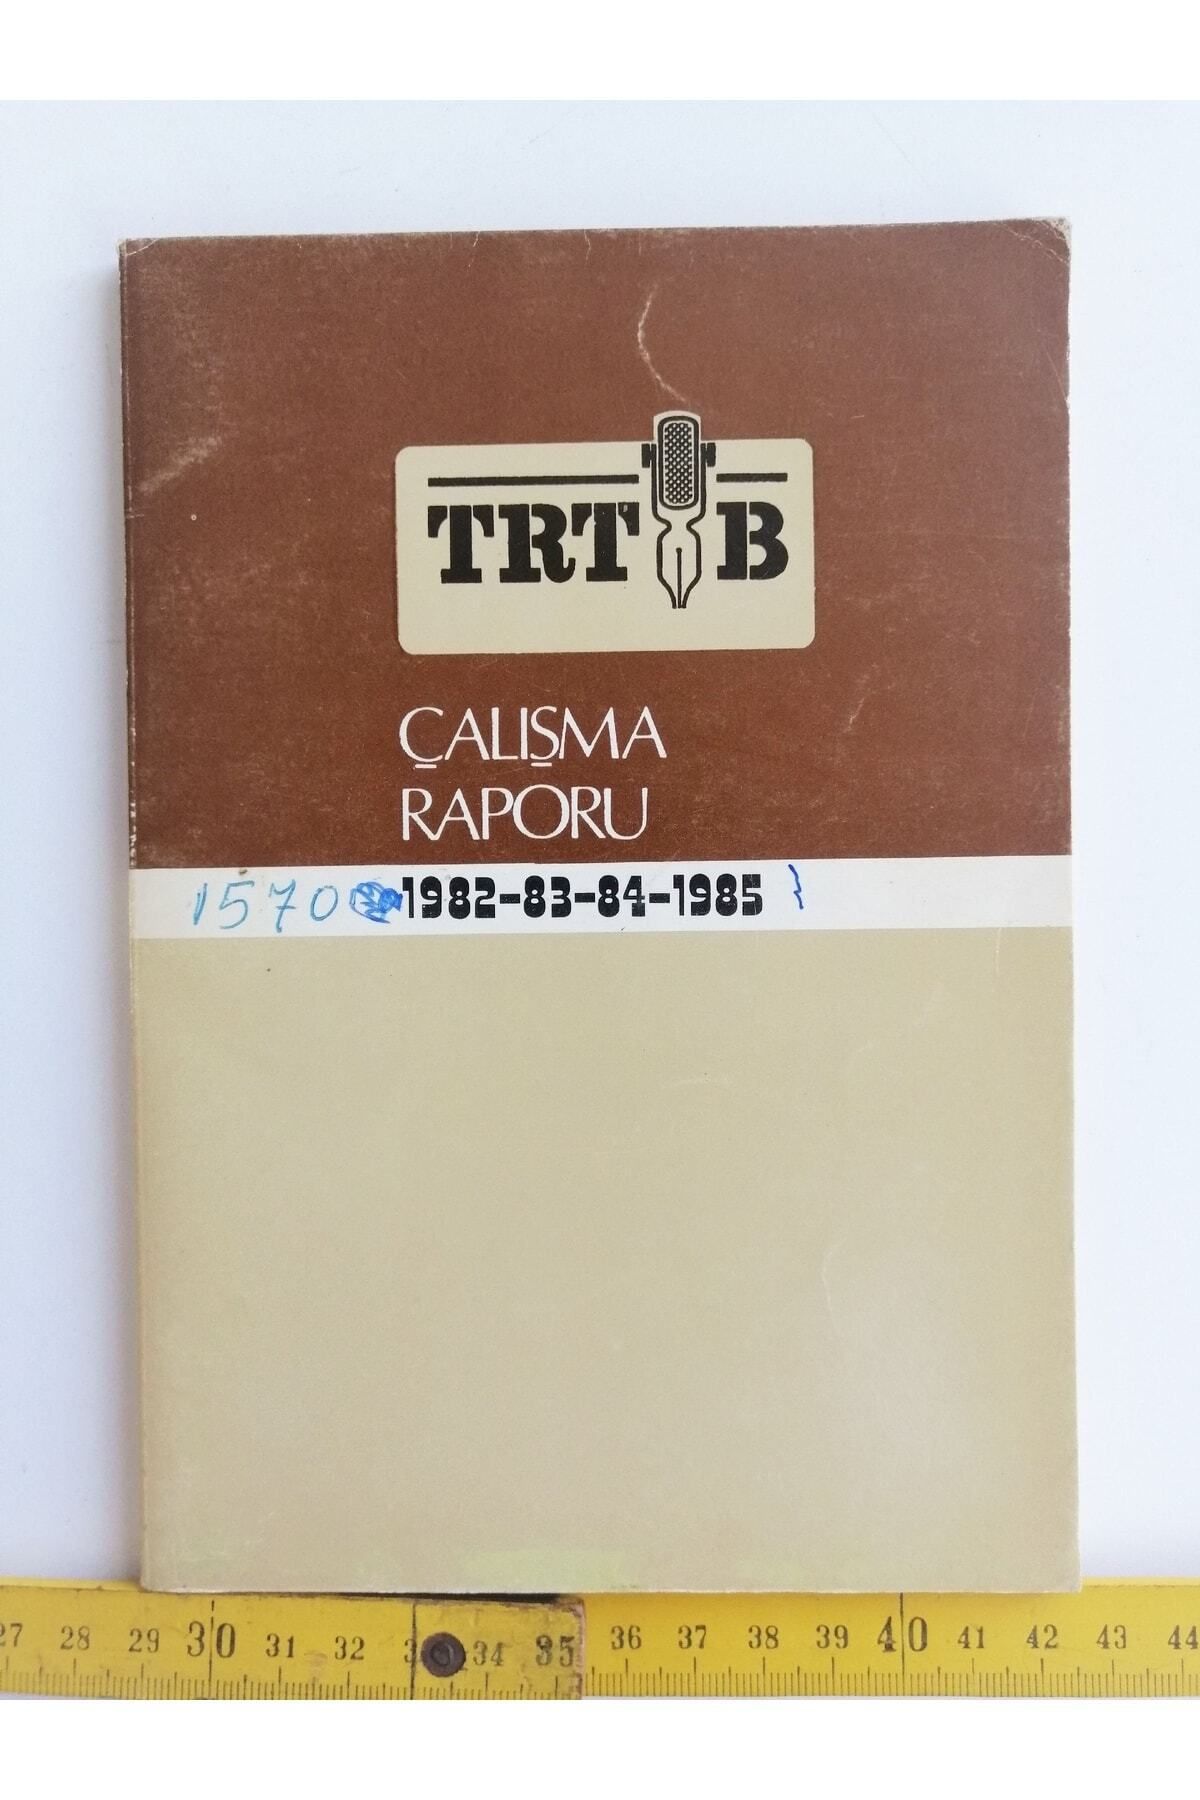 TRT B
ÇALIŞMA
RAPORU
1570 1982-83-84-1985 }
27 28 29 30 31 32 34 35 36 37 38 39 40 41 42 43 44